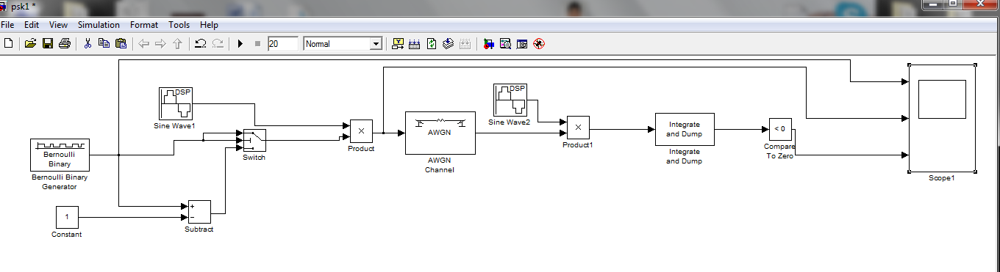 psk1 *
File Edit View Simulation Format Tools Help
20 Normal
DSP
Sine Wave1
DSP
Sine Wave2
Bernoulli
Binary
Bernoulli Binary
Generator
Switch
×
Product
AWGN
AWGN
Channel
×
Product1
Integrate
and Dump
Integrate
and Dump
< 0
Compare
To Zero
Scope1
1
Constant
+
−
Subtract